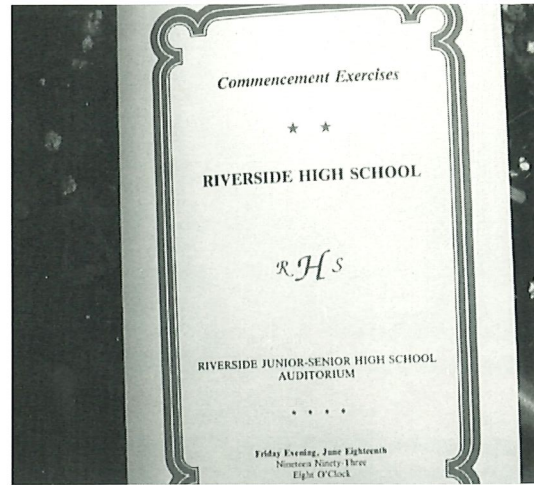 Commencement Exercises
★ ★
RIVERSIDE HIGH SCHOOL
RHS
RIVERSIDE JUNIOR-SENIOR HIGH SCHOOL
AUDITORIUM
Friday Evening, June Eighteenth
Nineteen Ninety-Three
Eight O'Clock